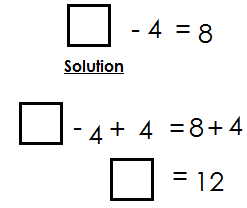 □ - 4 = 8
Solution
□ - 4 + 4 = 8 + 4
□ = 12